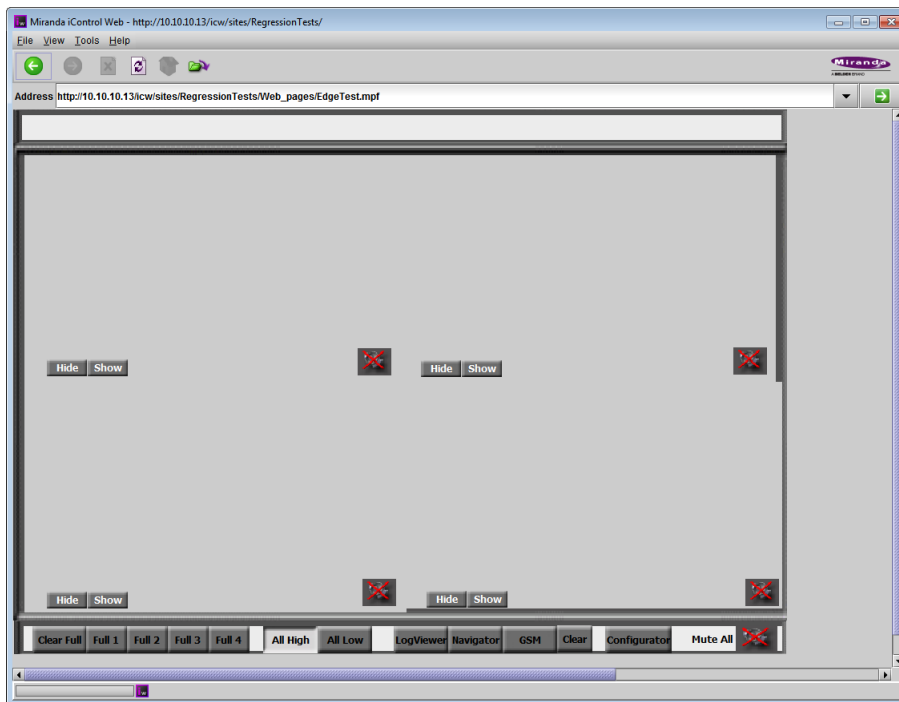 Miranda iControl Web - http://10.10.10.13/icw/sites/RegressionTests/
File View Tools Help
Miranda
A BELDEN BRAND
Address http://10.10.10.13/icw/sites/RegressionTests/Web_pages/EdgeTest.mpf
Hide Show Hide Show
Hide Show Hide Show
Clear Full Full 1 Full 2 Full 3 Full 4 All High All Low LogViewer Navigator GSM Clear Configurator Mute All